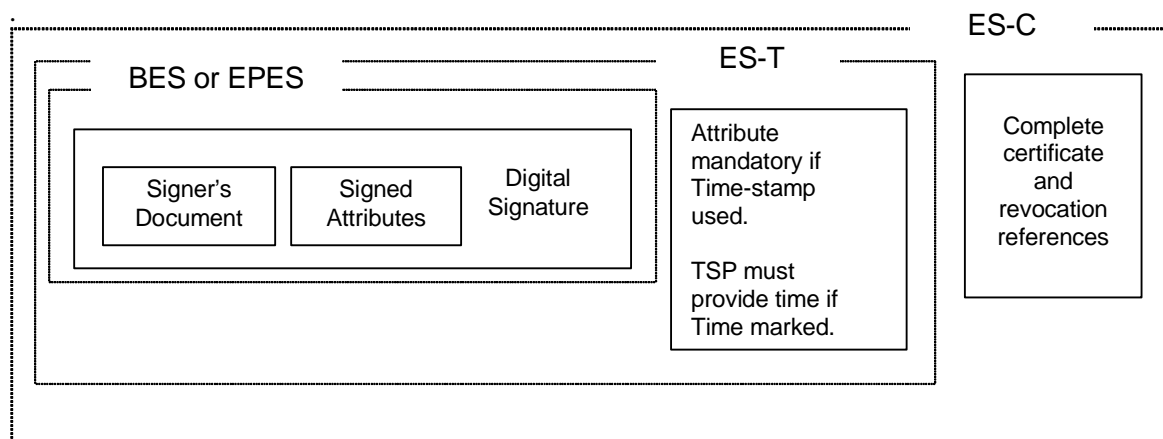 ES-C
ES-T
BES or EPES
Signer’s
Document
Signed
Attributes
Digital
Signature
Attribute
mandatory if
Time-stamp
used.
TSP must
provide time if
Time marked.
Complete
certificate
and
revocation
references